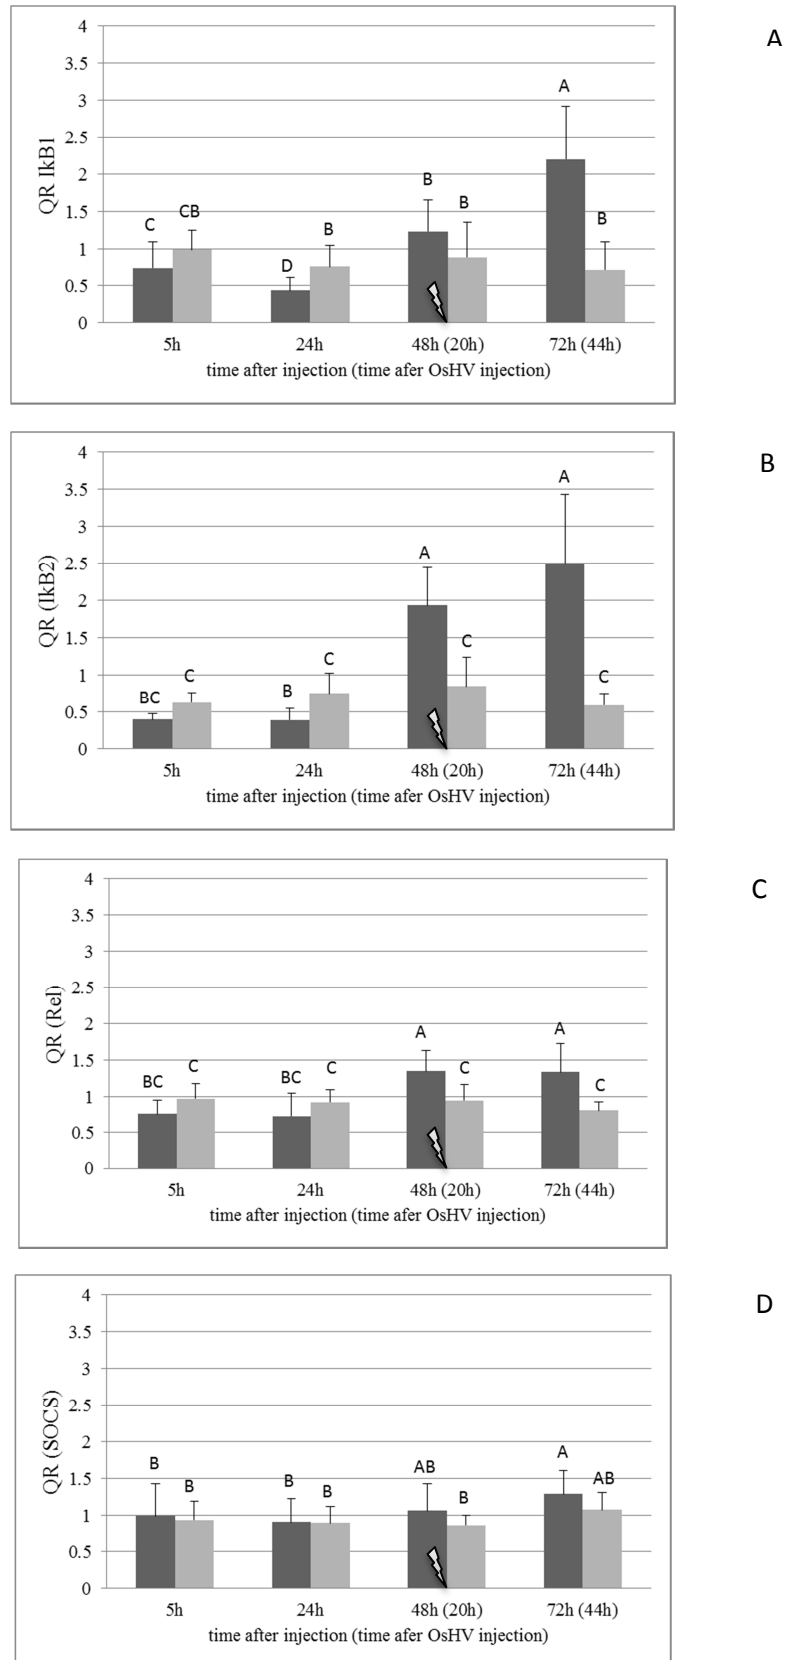 A
QR IkB1
4
3.5
3
2.5
2
1.5
1
0.5
0
C CB D B B B A B
5h 24h 48h (20h) 72h (44h)
time after injection (time afer OsHV injection)
B
QR (IkB2)
4
3.5
3
2.5
2
1.5
1
0.5
0
BC C B C A C A C
5h 24h 48h (20h) 72h (44h)
time after injection (time afer OsHV injection)
C
QR (Rel)
4
3.5
3
2.5
2
1.5
1
0.5
0
BC C BC C A C A C
5h 24h 48h (20h) 72h (44h)
time after injection (time afer OsHV injection)
D
QR (SOCS)
4
3.5
3
2.5
2
1.5
1
0.5
0
B B B B AB B A AB
5h 24h 48h (20h) 72h (44h)
time after injection (time afer OsHV injection)